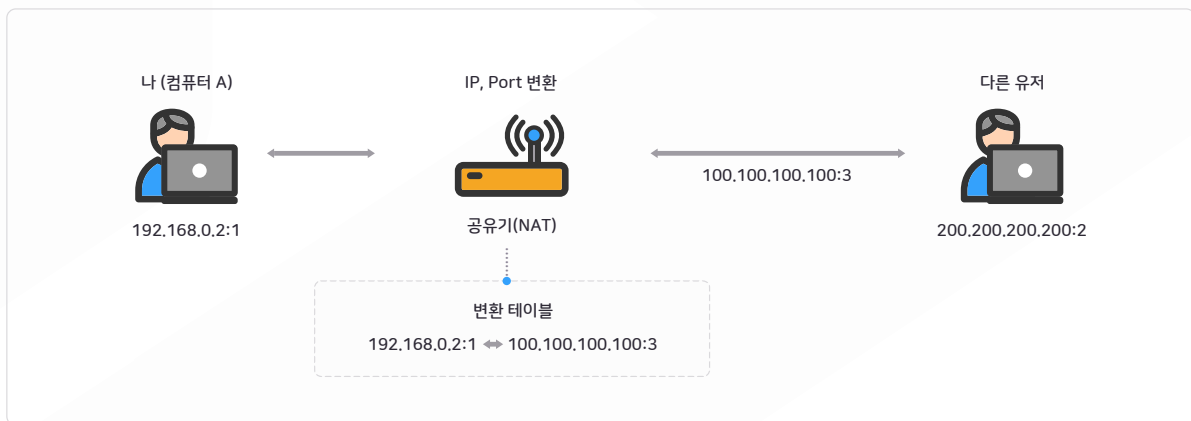 나 (컴퓨터 A)
IP, Port 변환
다른 유저
100.100.100.100:3
192.168.0.2:1
공유기(NAT)
200.200.200.200:2
변환 테이블
192.168.0.2:1 ⇔ 100.100.100.100:3